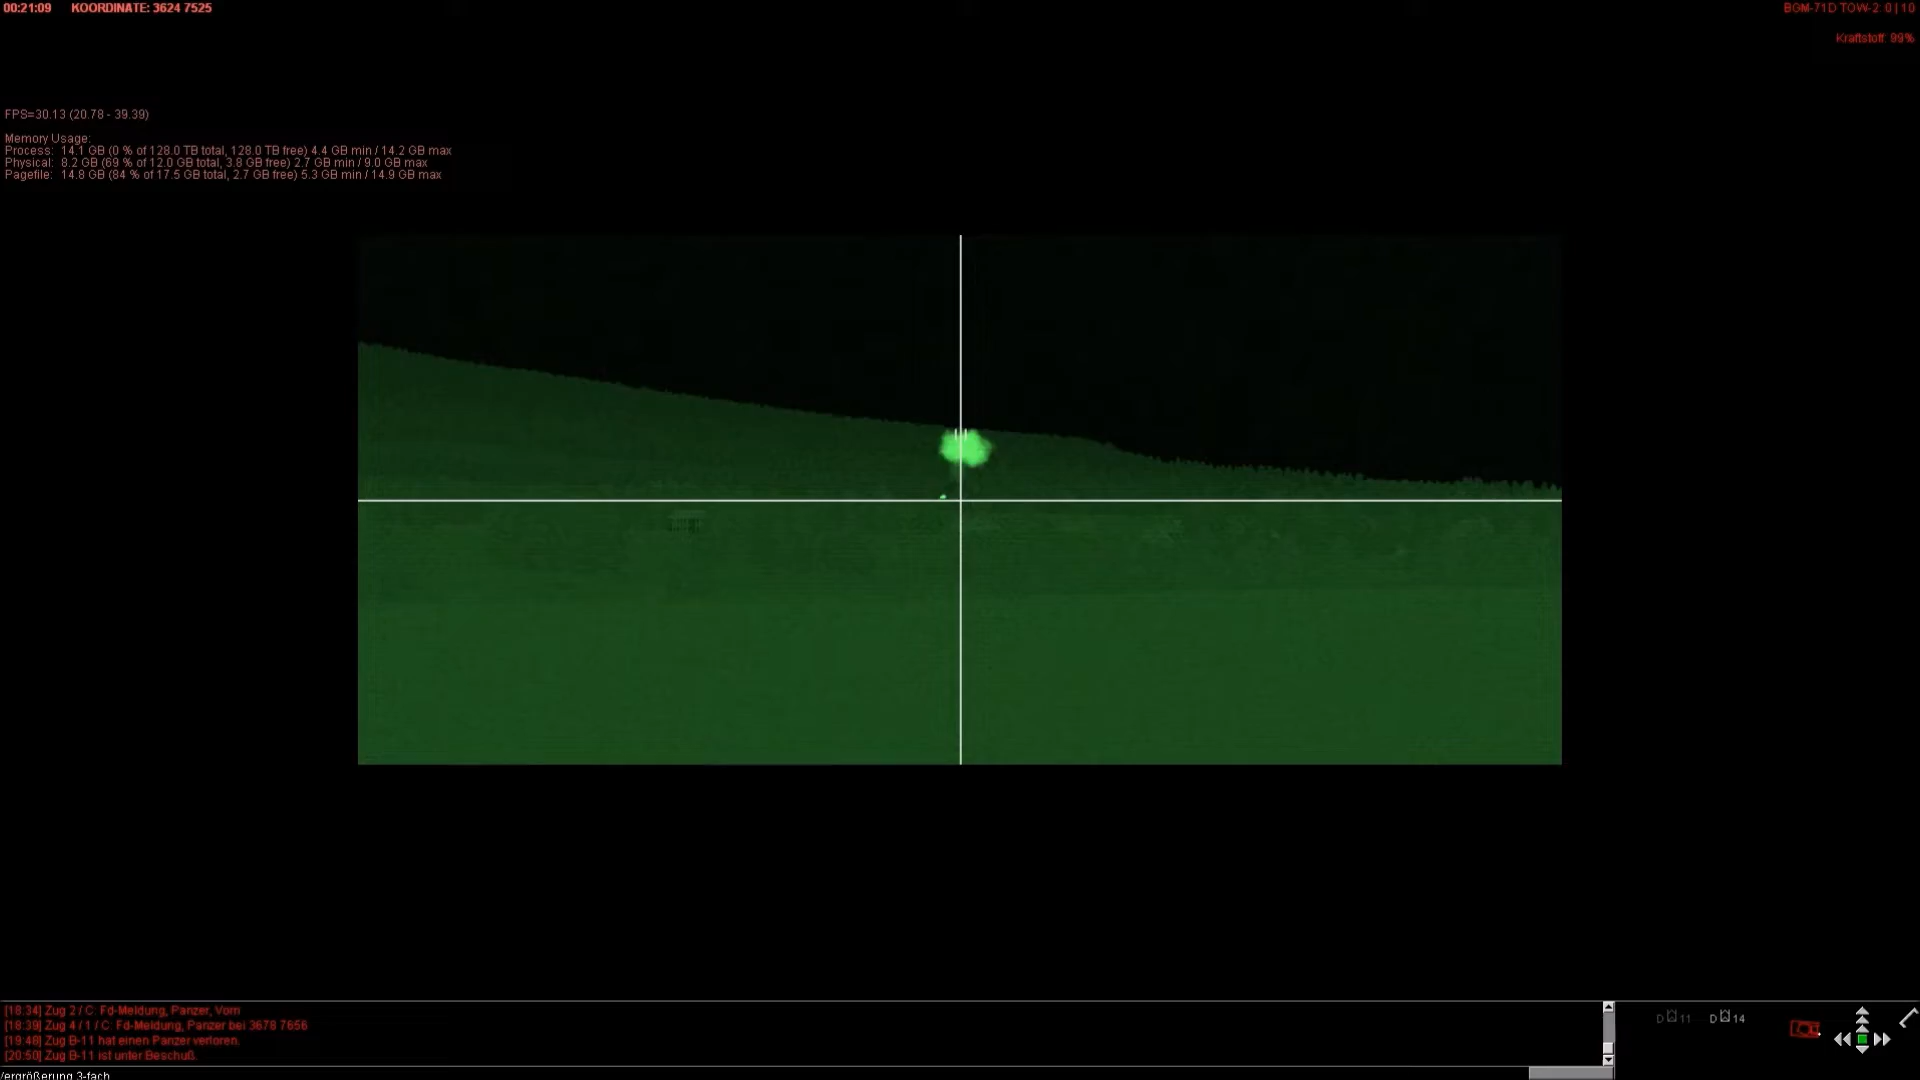 00:21:09 KOORDINATE: 3624 7525
BGM-71D TOW-2: 0 | 10
Kraftstoff: 99%
FPS=30.13 (20.78 - 39.39)
Memory Usage:
Process: 14.1 GB (0 % of 128.0 TB total, 128.0 TB free) 4.4 GB min / 14.2 GB max
Physical: 8.2 GB (69 % of 12.0 GB total, 3.8 GB free) 2.7 GB min / 9.0 GB max
Pagefile: 14.8 GB (84 % of 17.5 GB total, 2.7 GB free) 5.3 GB min / 14.9 GB max
[18:34] Zug 2 / C: Fd-Meldung, Panzer, Vorn
[18:39] Zug 4 / 1 / C: Fd-Meldung, Panzer bei 3678 7656
[19:48] Zug B-11 hat einen Panzer verloren.
[20:50] Zug B-11 ist unter Beschuß.
D 11 D 14
/ergrößerung 3-fach